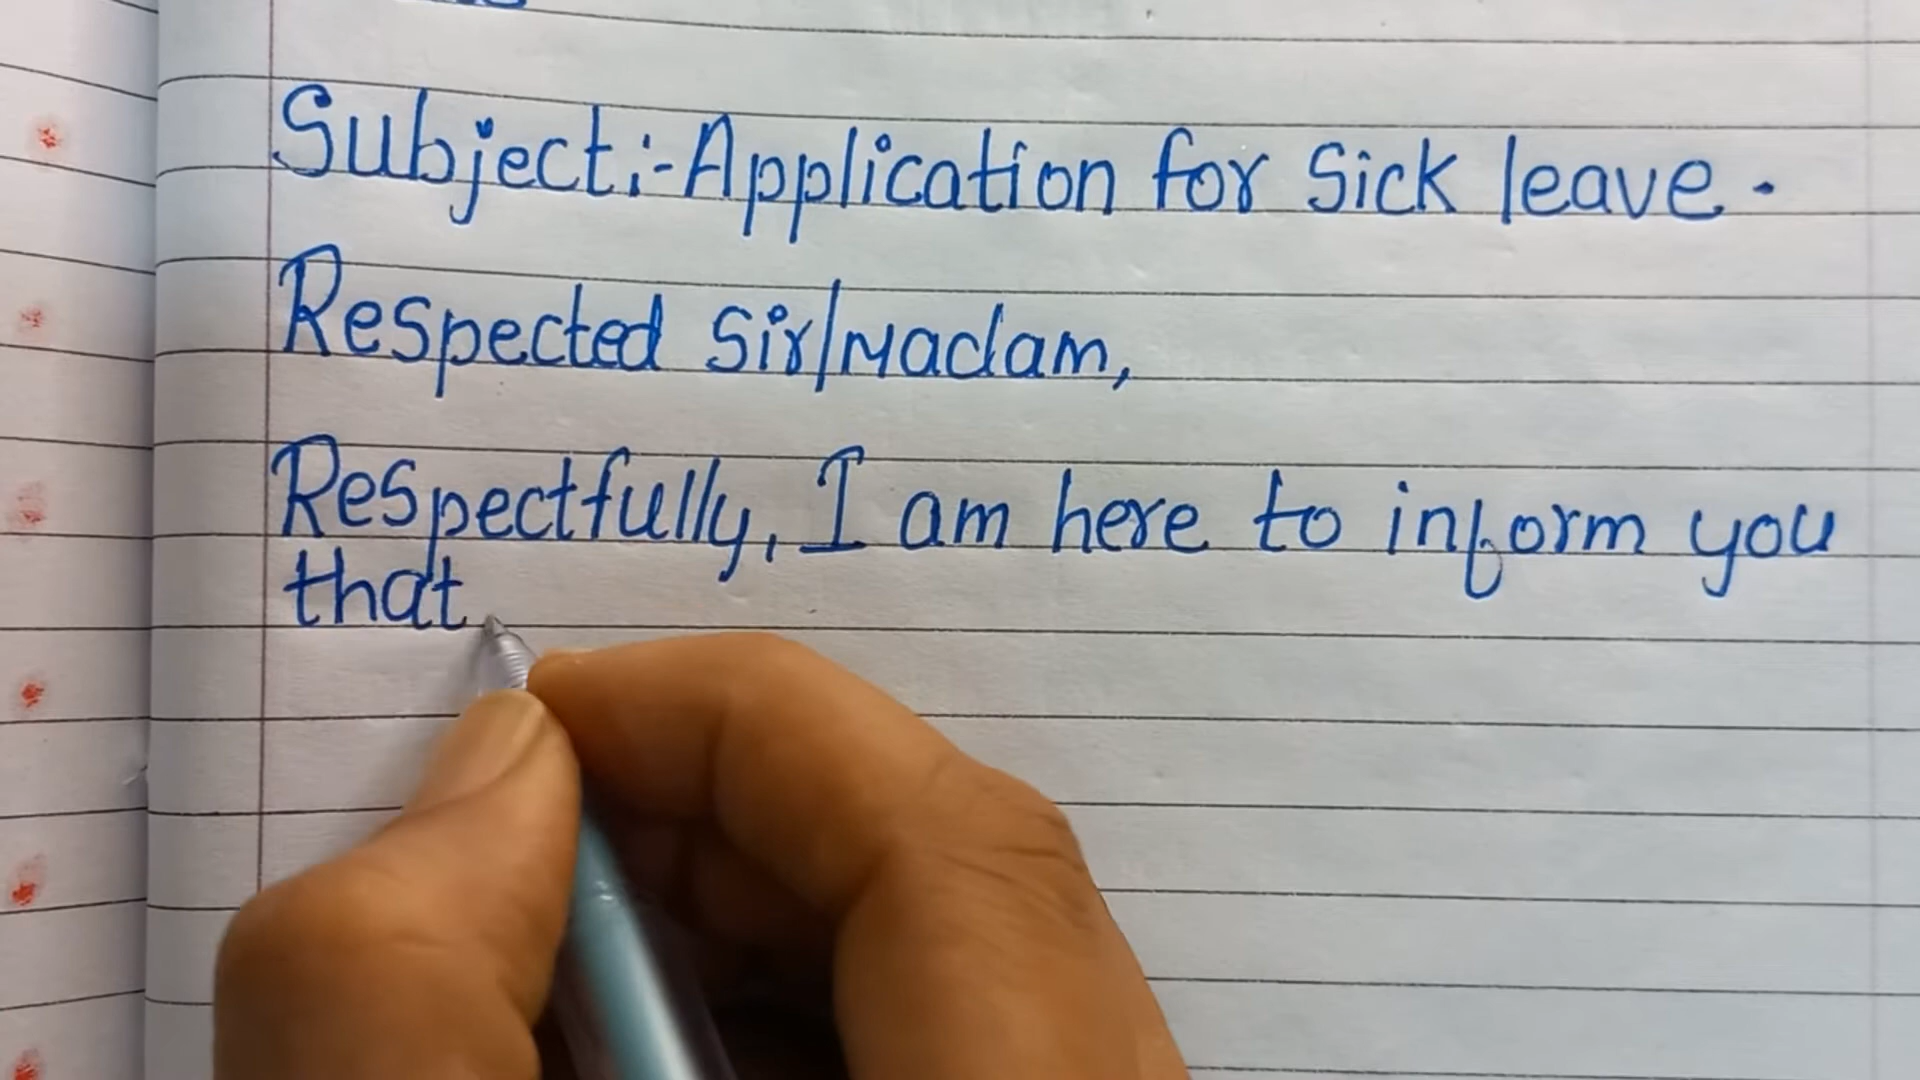 Subject:-Application for Sick leave.
Respected Sir/Madam,
Respectfully, I am here to inform you
that